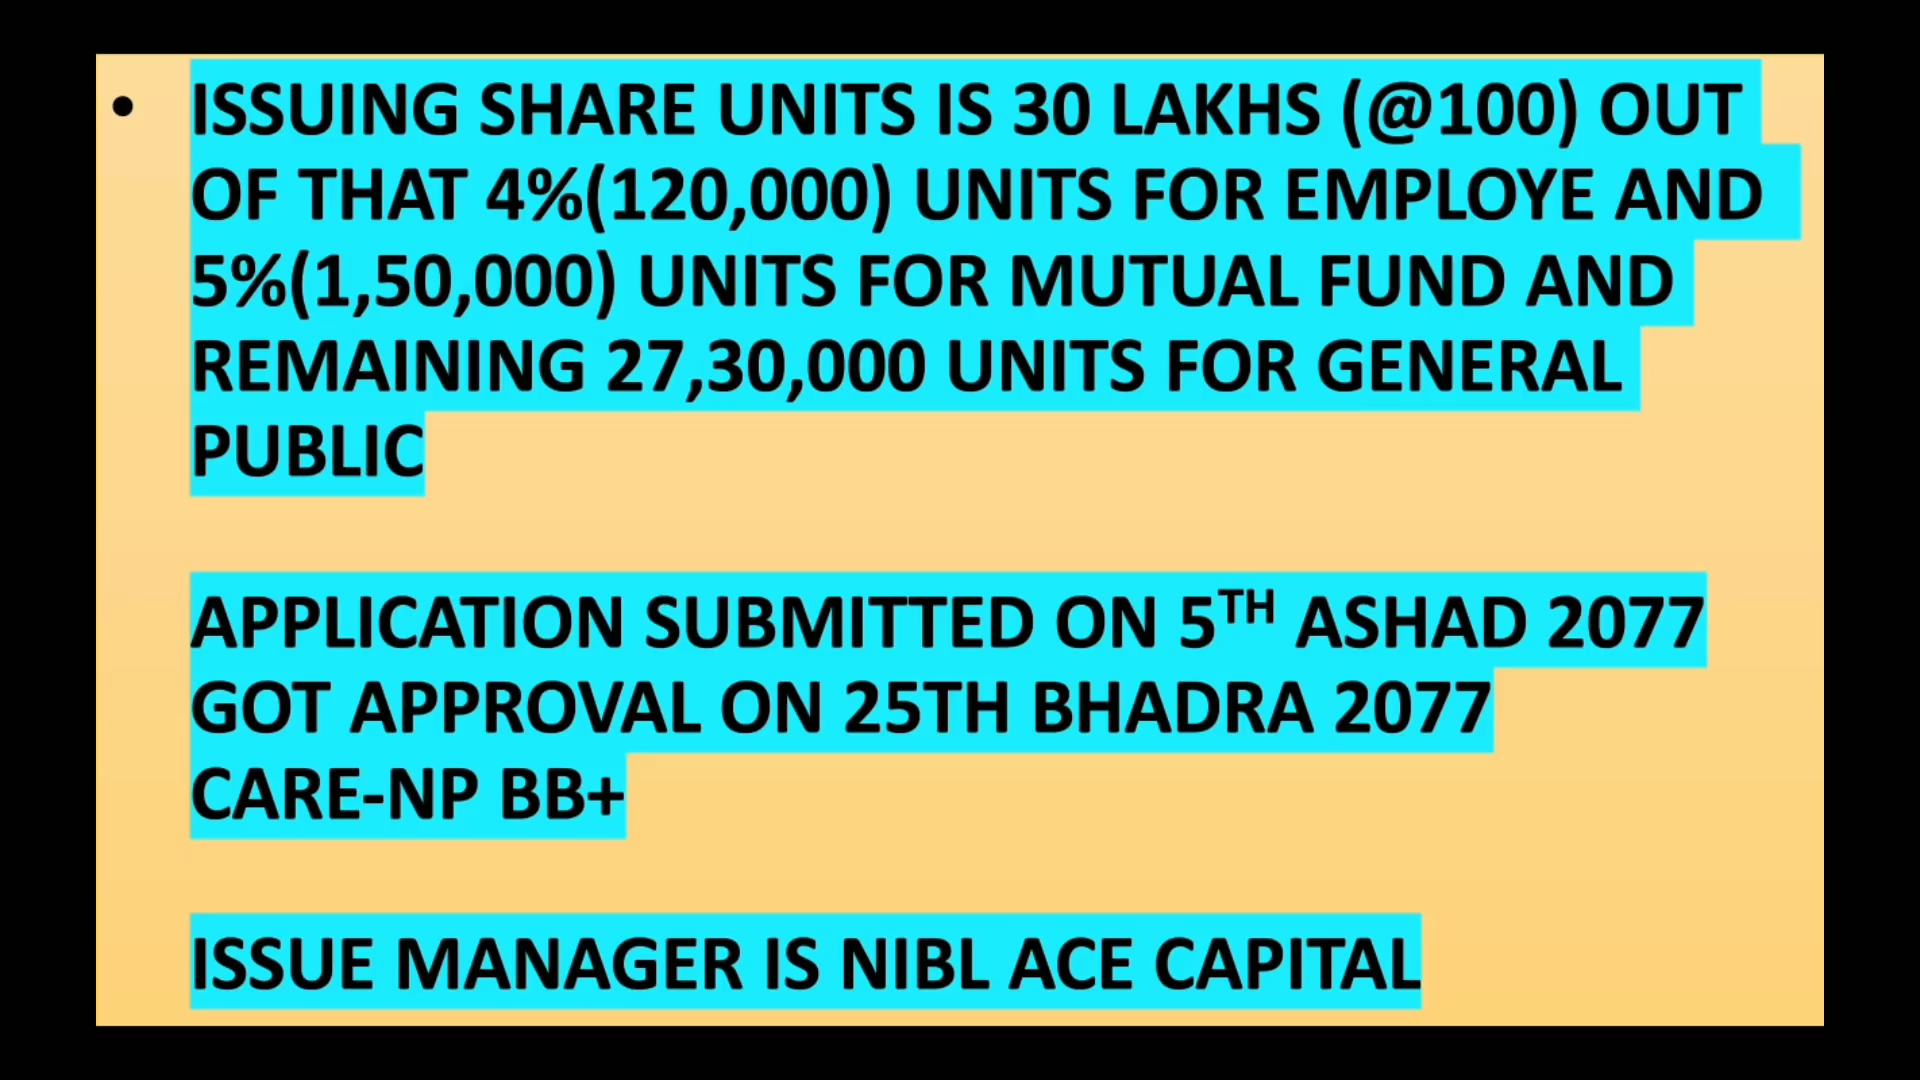 • ISSUING SHARE UNITS IS 30 LAKHS (@100) OUT
OF THAT 4%(120,000) UNITS FOR EMPLOYE AND
5%(1,50,000) UNITS FOR MUTUAL FUND AND
REMAINING 27,30,000 UNITS FOR GENERAL
PUBLIC
APPLICATION SUBMITTED ON 5TH ASHAD 2077
GOT APPROVAL ON 25TH BHADRA 2077
CARE-NP BB+
ISSUE MANAGER IS NIBL ACE CAPITAL